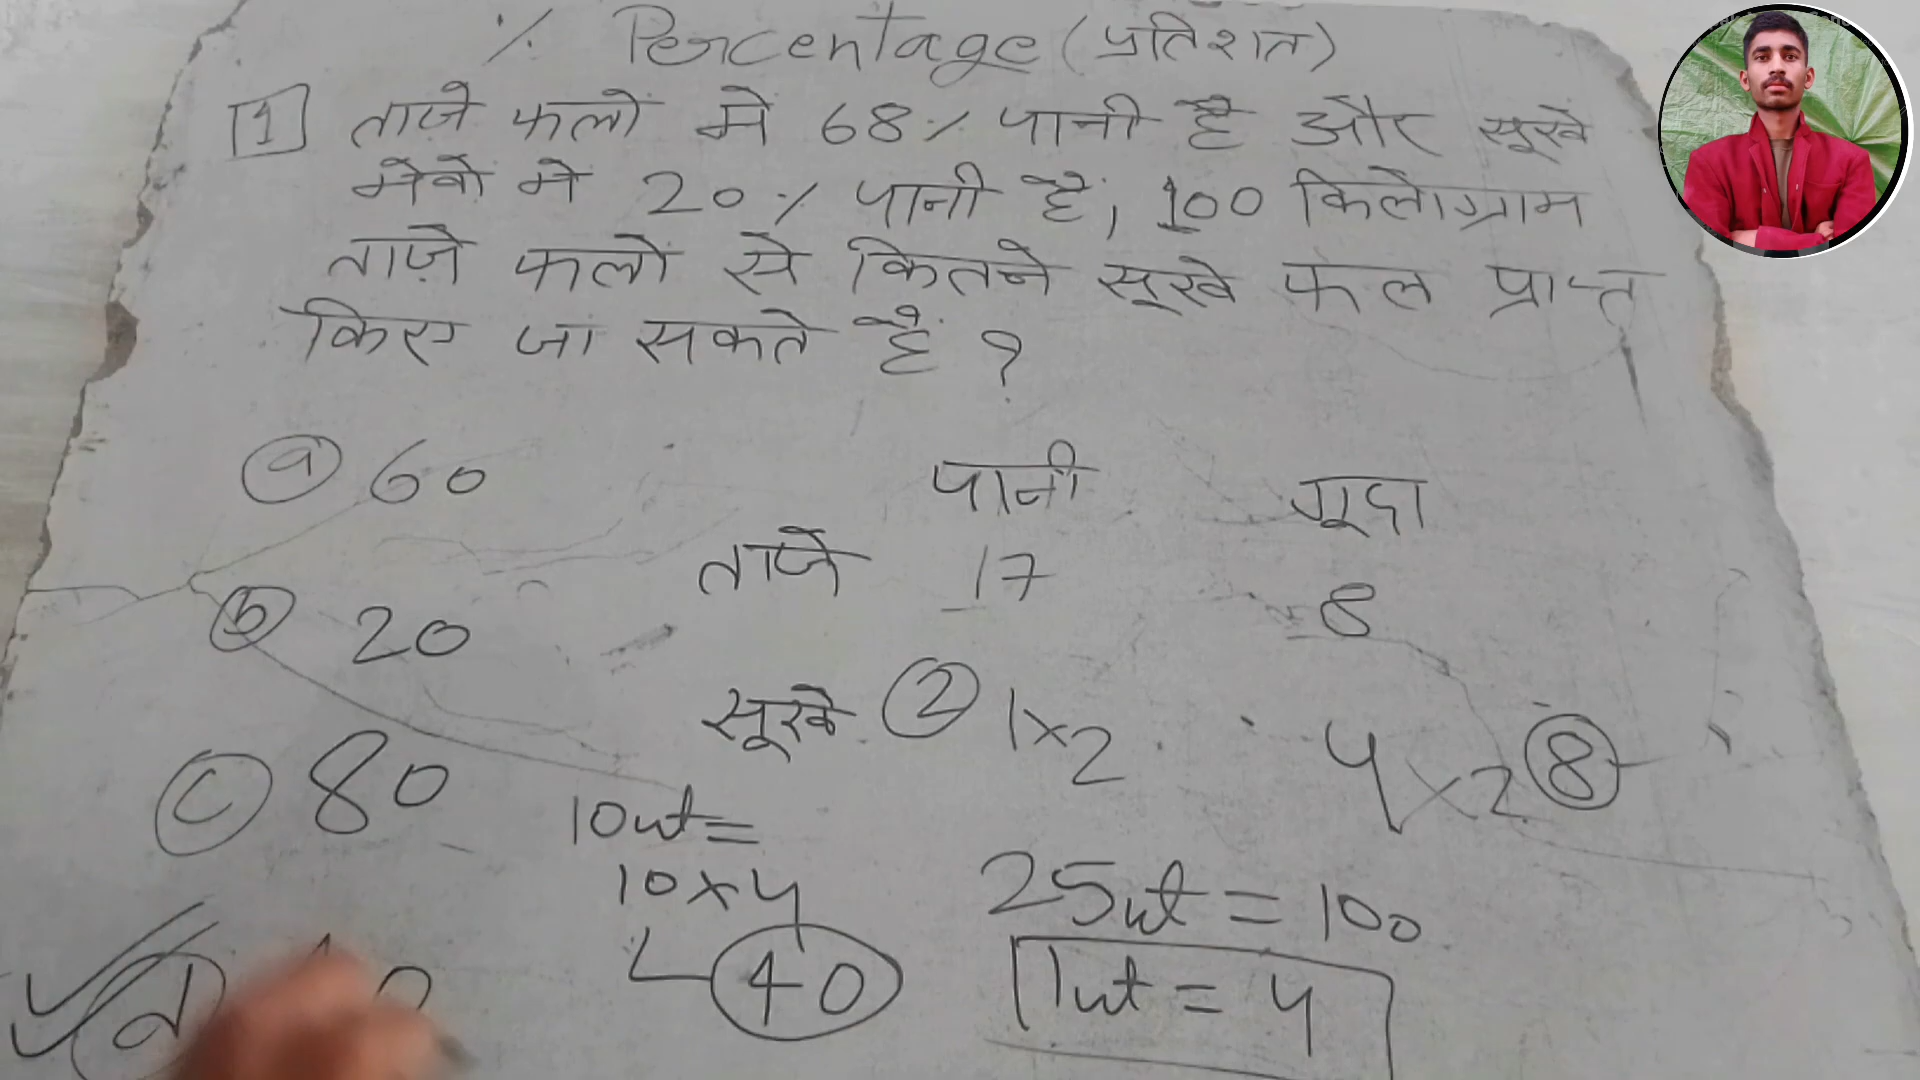 % Percentage (प्रतिशत)
1 ताजे फलों में 68% पानी है और सूखे
मेवों मे 20% पानी है, 100 किलोग्राम
ताज़े फलों से कितने सूखे फल प्राप्त
किए जा सकते हैं ?
(a) 60
पानी गूदा
ताजे 17 8
(b) 20
सूखे (2) 1×2 4×2 (8)
(c) 80
10ut =
10×4
40
25ut = 100
1ut = 4
(d)